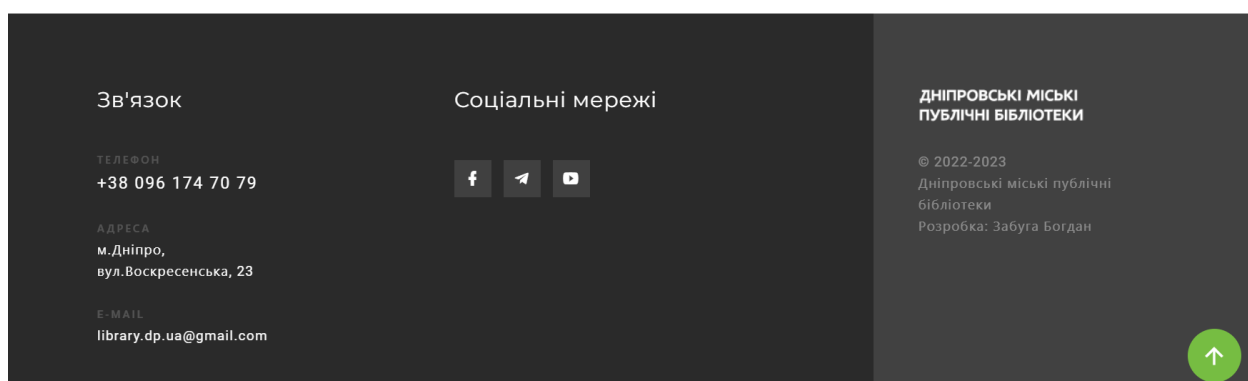 Зв'язок
ТЕЛЕФОН
+38 096 174 70 79
АДРЕСА
м.Дніпро,
вул.Воскресенська, 23
E-MAIL
library.dp.ua@gmail.com
Соціальні мережі
ДНІПРОВСЬКІ МІСЬКІ
ПУБЛІЧНІ БІБЛІОТЕКИ
© 2022-2023
Дніпровські міські публічні
бібліотеки
Розробка: Забуга Богдан